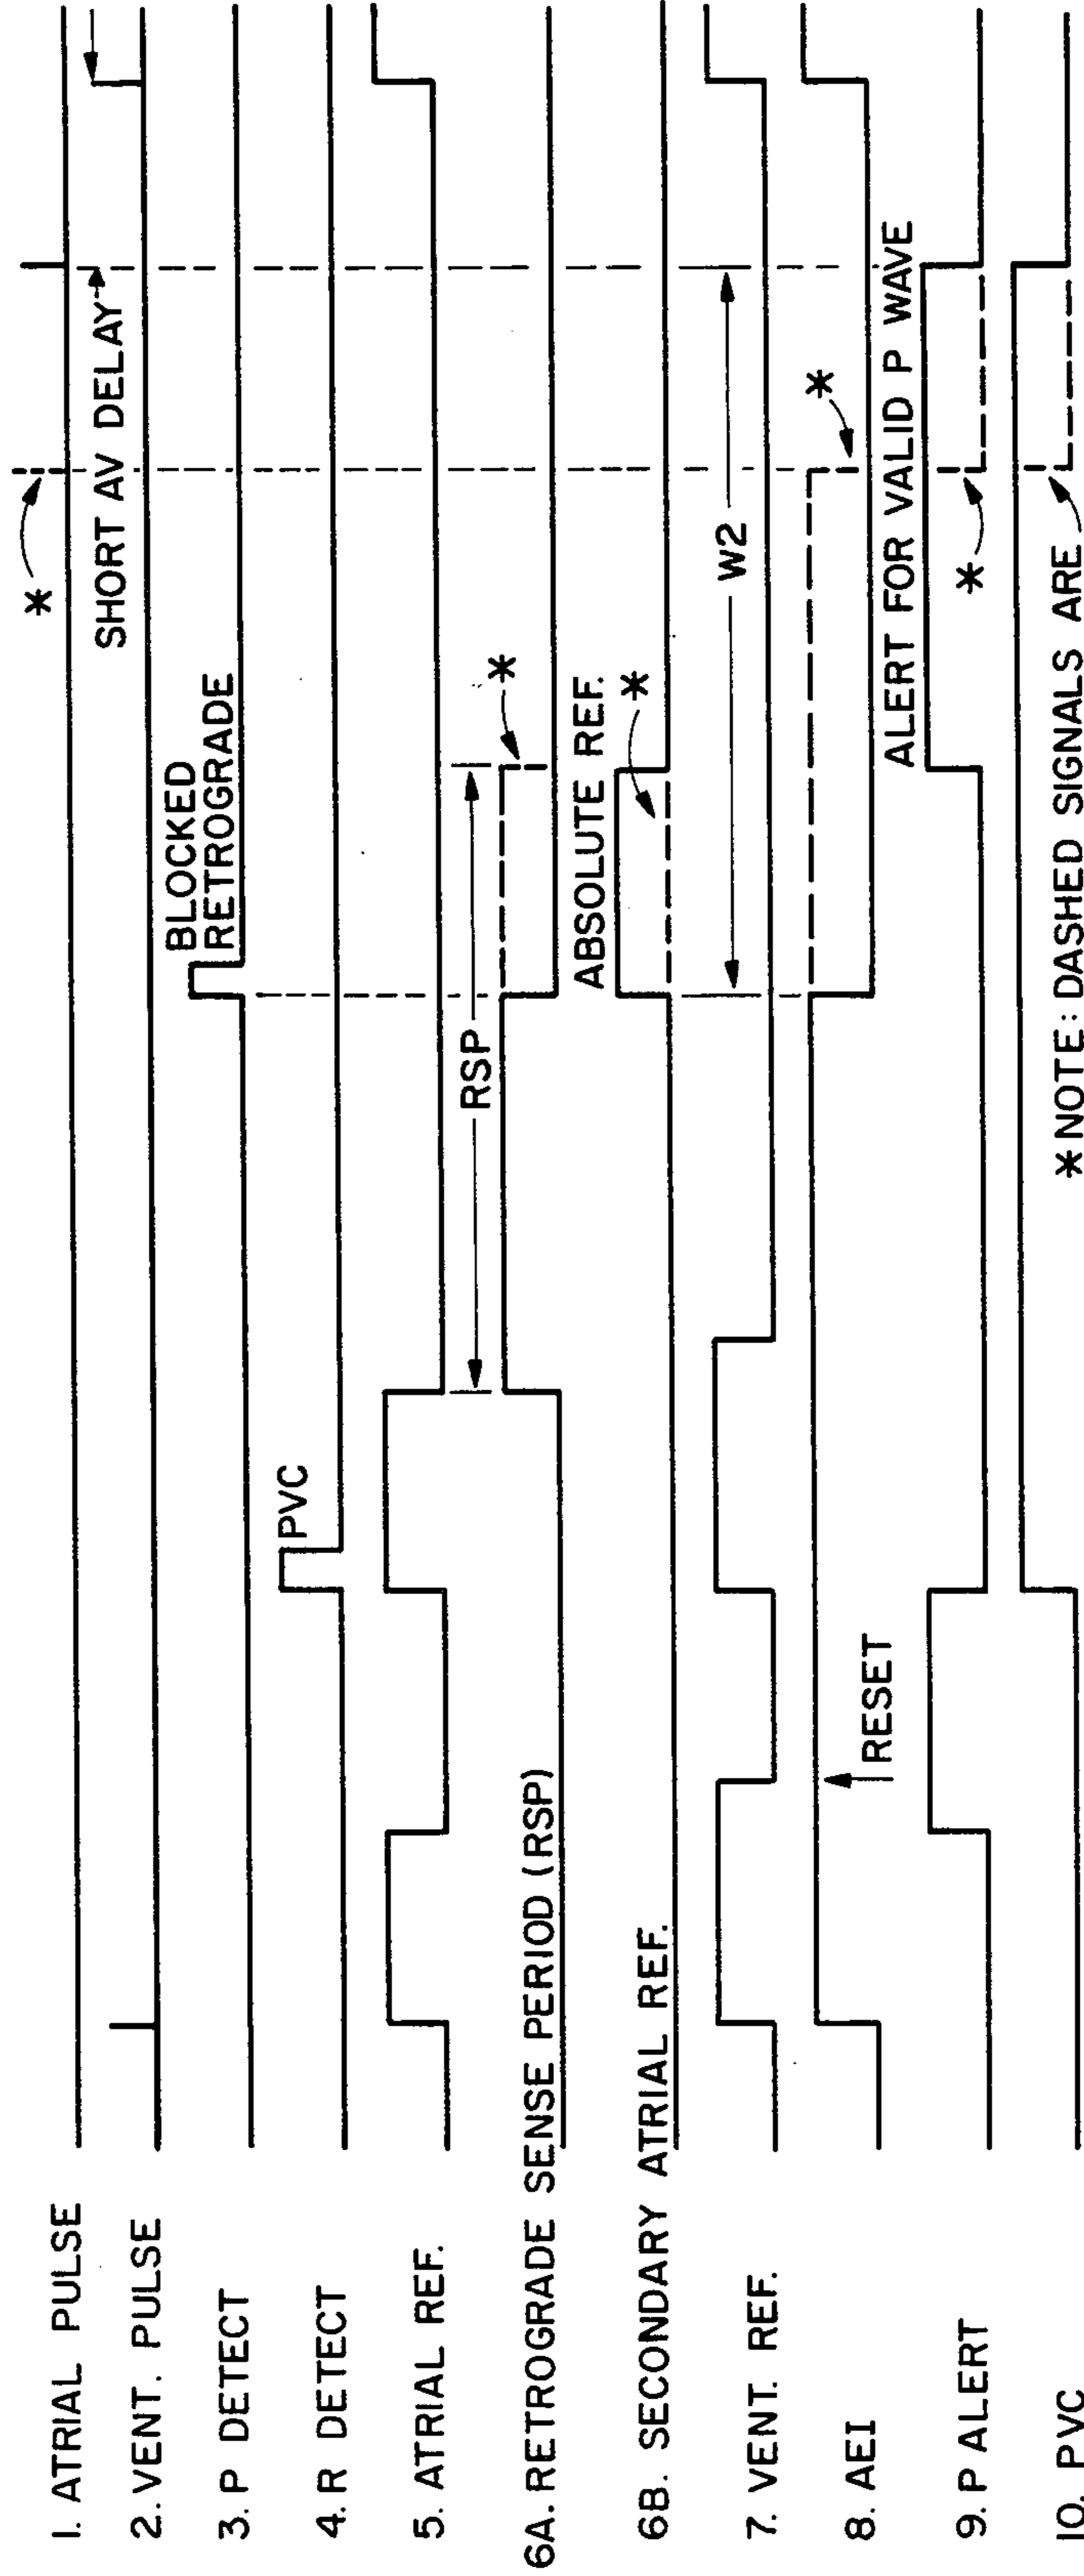 1. ATRIAL PULSE
2. VENT. PULSE
3. P DETECT
4. R DETECT
5. ATRIAL REF.
6A. RETROGRADE SENSE PERIOD (RSP)
6B. SECONDARY ATRIAL REF.
7. VENT. REF.
8. AEI
9. P ALERT
10. PVC
*
SHORT AV DELAY
BLOCKED
RETROGRADE
PVC
RSP
*
ABSOLUTE REF.
*
W2
*
RESET
ALERT FOR VALID P WAVE
*
* NOTE: DASHED SIGNALS ARE